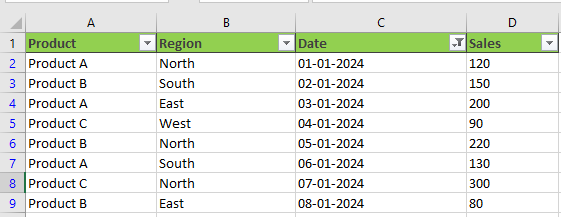 A B C D
1 Product Region Date Sales
2 Product A North 01-01-2024 120
3 Product B South 02-01-2024 150
4 Product A East 03-01-2024 200
5 Product C West 04-01-2024 90
6 Product B North 05-01-2024 220
7 Product A South 06-01-2024 130
8 Product C North 07-01-2024 300
9 Product B East 08-01-2024 80